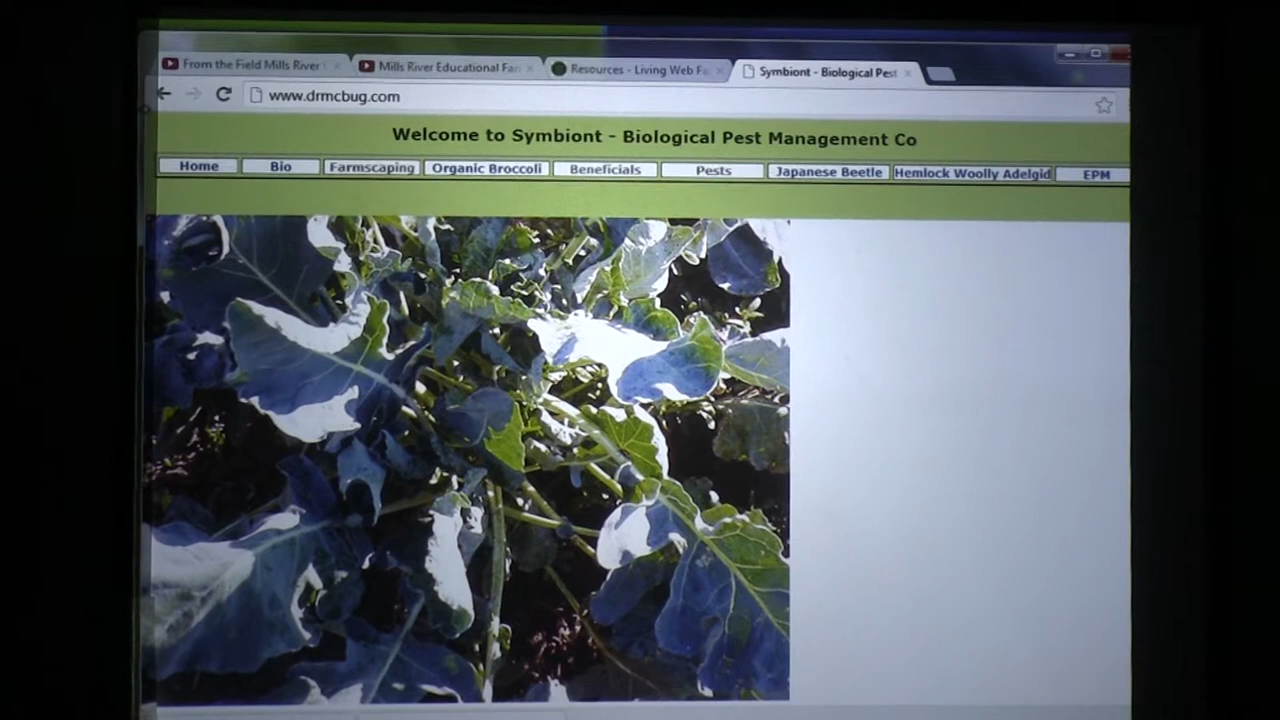 From the Field Mills River
Mills River Educational Far
Resources - Living Web Fa
Symbiont - Biological Pest
www.drmcbug.com
Welcome to Symbiont - Biological Pest Management Co
Home Bio Farmscaping Organic Broccoli Beneficials Pests Japanese Beetle Hemlock Woolly Adelgid EPM